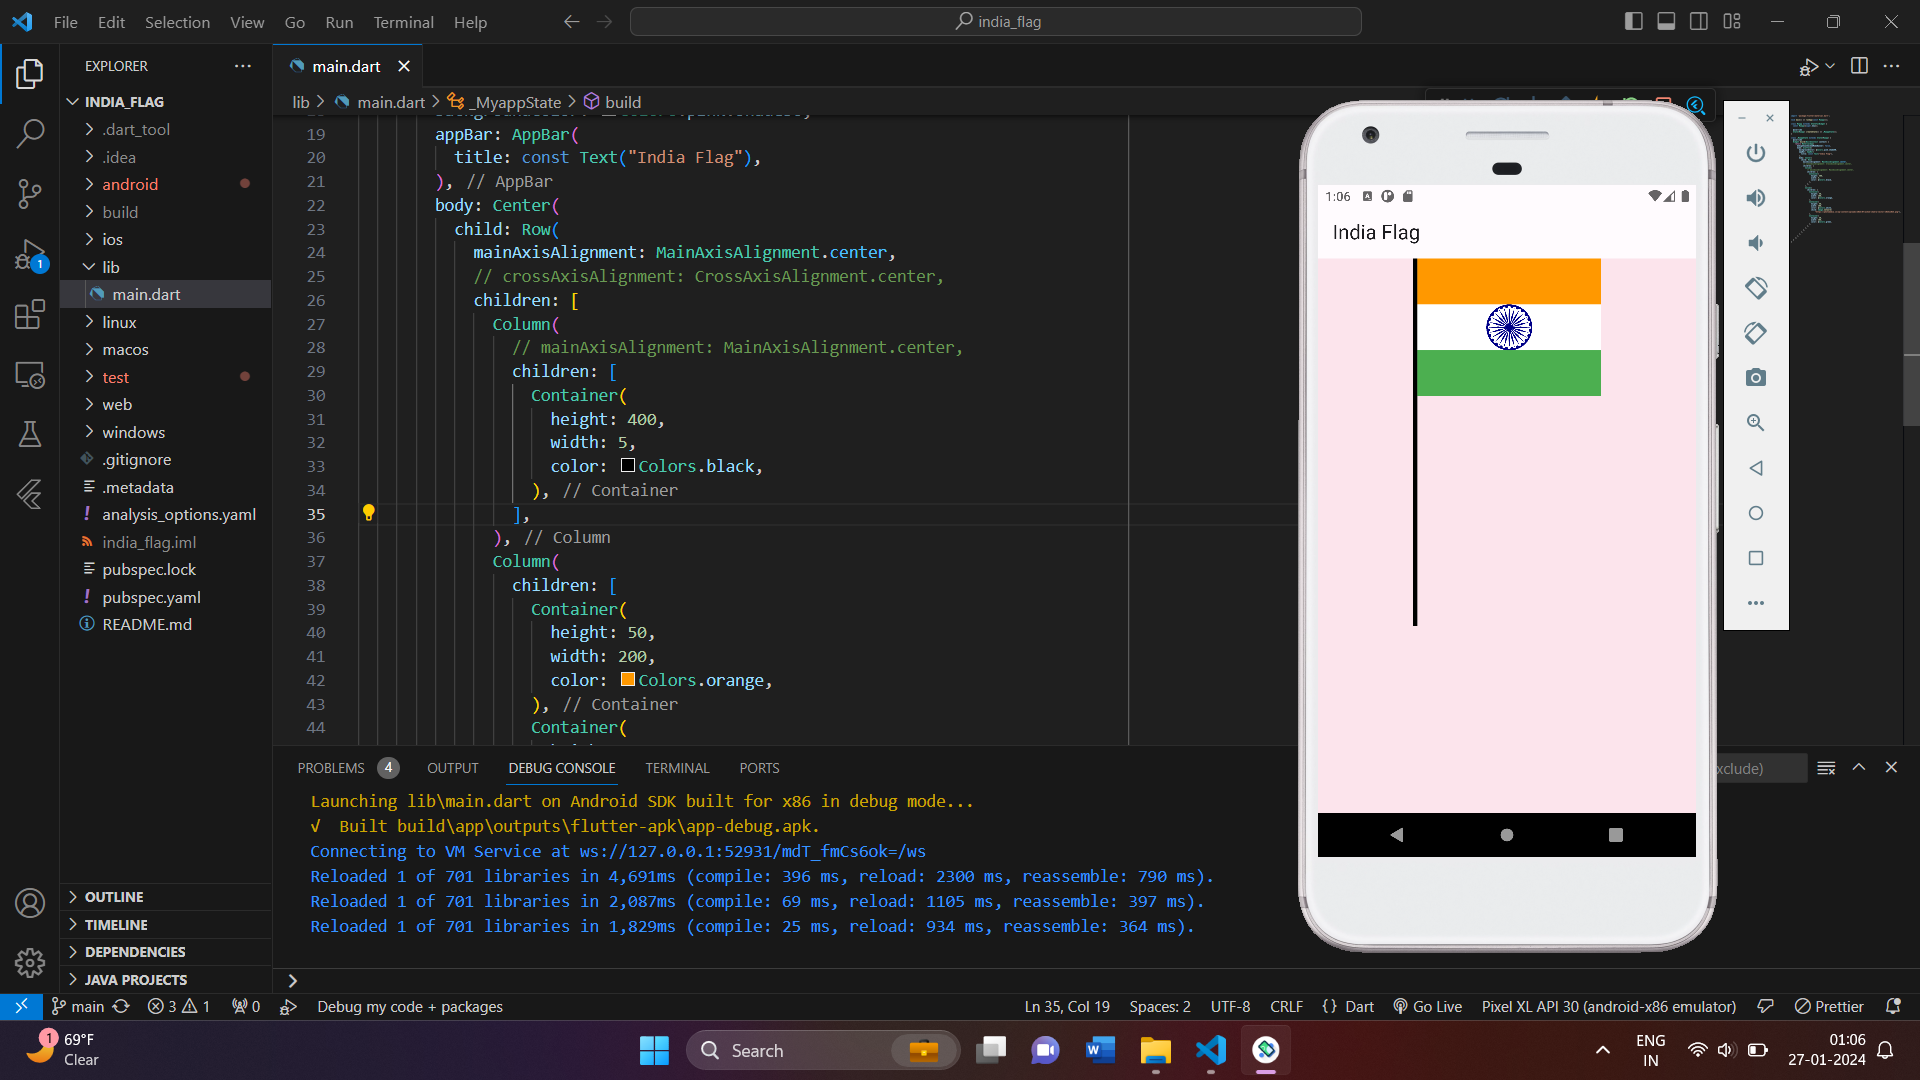 File Edit Selection View Go Run Terminal Help
india_flag
EXPLORER
INDIA_FLAG
.dart_tool
.idea
android
build
ios
lib
main.dart
linux
macos
test
web
windows
.gitignore
.metadata
analysis_options.yaml
india_flag.iml
pubspec.lock
pubspec.yaml
README.md
OUTLINE
TIMELINE
DEPENDENCIES
JAVA PROJECTS
1
main.dart
lib > main.dart > _MyappState > build
19 appBar: AppBar(
20 title: const Text("India Flag"),
21 ), // AppBar
22 body: Center(
23 child: Row(
24 mainAxisAlignment: MainAxisAlignment.center,
25 // crossAxisAlignment: CrossAxisAlignment.center,
26 children: [
27 Column(
28 // mainAxisAlignment: MainAxisAlignment.center,
29 children: [
30 Container(
31 height: 400,
32 width: 5,
33 color: Colors.black,
34 ), // Container
35 ],
36 ), // Column
37 Column(
38 children: [
39 Container(
40 height: 50,
41 width: 200,
42 color: Colors.orange,
43 ), // Container
44 Container(
1:06
India Flag
PROBLEMS 4 OUTPUT DEBUG CONSOLE TERMINAL PORTS
xclude)
Launching lib\main.dart on Android SDK built for x86 in debug mode...
√ Built build\app\outputs\flutter-apk\app-debug.apk.
Connecting to VM Service at ws://127.0.0.1:52931/mdT_fmCs6ok=/ws
Reloaded 1 of 701 libraries in 4,691ms (compile: 396 ms, reload: 2300 ms, reassemble: 790 ms).
Reloaded 1 of 701 libraries in 2,087ms (compile: 69 ms, reload: 1105 ms, reassemble: 397 ms).
Reloaded 1 of 701 libraries in 1,829ms (compile: 25 ms, reload: 934 ms, reassemble: 364 ms).
main 3 1 0 Debug my code + packages Ln 35, Col 19 Spaces: 2 UTF-8 CRLF {} Dart Go Live Pixel XL API 30 (android-x86 emulator) Prettier
1 69°F
Clear
Search
ENG
IN
01:06
27-01-2024